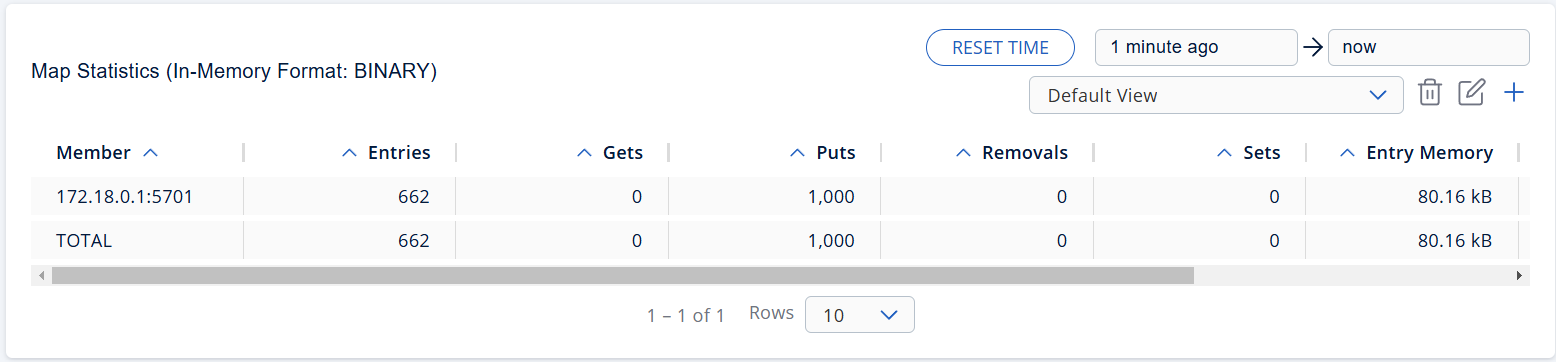 RESET TIME 1 minute ago now
Map Statistics (In-Memory Format: BINARY)
Default View
Member Entries Gets Puts Removals Sets Entry Memory
172.18.0.1:5701 662 0 1,000 0 0 80.16 kB
TOTAL 662 0 1,000 0 0 80.16 kB
1 – 1 of 1 Rows 10